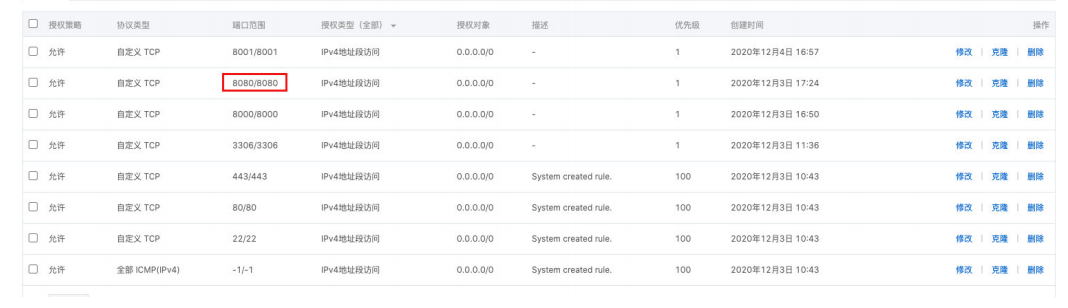 授权策略 协议类型 端口范围 授权类型（全部） 授权对象 描述 优先级 创建时间 操作
允许 自定义 TCP 8001/8001 IPv4地址段访问 0.0.0.0/0 - 1 2020年12月4日 16:57 修改 | 克隆 | 删除
允许 自定义 TCP 8080/8080 IPv4地址段访问 0.0.0.0/0 - 1 2020年12月3日 17:24 修改 | 克隆 | 删除
允许 自定义 TCP 8000/8000 IPv4地址段访问 0.0.0.0/0 - 1 2020年12月3日 16:50 修改 | 克隆 | 删除
允许 自定义 TCP 3306/3306 IPv4地址段访问 0.0.0.0/0 - 1 2020年12月3日 11:36 修改 | 克隆 | 删除
允许 自定义 TCP 443/443 IPv4地址段访问 0.0.0.0/0 System created rule. 100 2020年12月3日 10:43 修改 | 克隆 | 删除
允许 自定义 TCP 80/80 IPv4地址段访问 0.0.0.0/0 System created rule. 100 2020年12月3日 10:43 修改 | 克隆 | 删除
允许 自定义 TCP 22/22 IPv4地址段访问 0.0.0.0/0 System created rule. 100 2020年12月3日 10:43 修改 | 克隆 | 删除
允许 全部 ICMP(IPv4) -1/-1 IPv4地址段访问 0.0.0.0/0 System created rule. 100 2020年12月3日 10:43 修改 | 克隆 | 删除